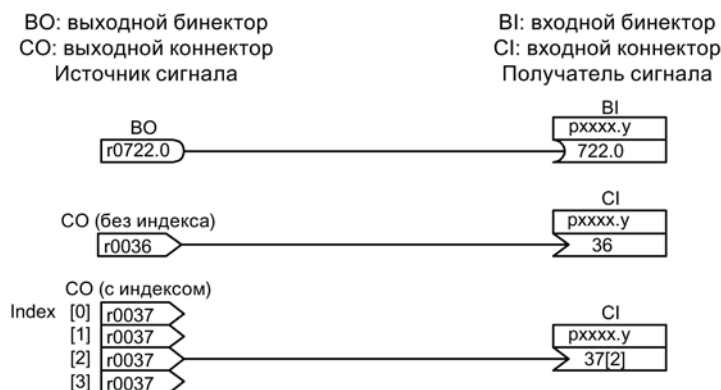 BO: выходной бинектор
CO: выходной коннектор
Источник сигнала
BI: входной бинектор
CI: входной коннектор
Получатель сигнала
BO
r0722.0
BI
pxxxx.y
722.0
CO (без индекса)
r0036
CI
pxxxx.y
36
CO (с индексом)
Index [0] r0037
[1] r0037
[2] r0037
[3] r0037
CI
pxxxx.y
37[2]